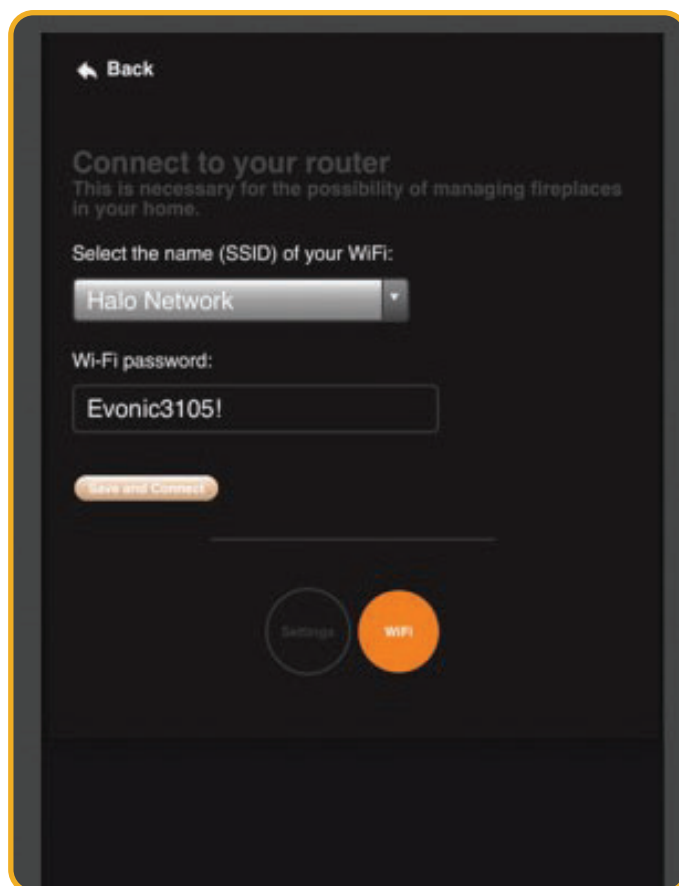 Back
Connect to your router
This is necessary for the possibility of managing fireplaces
in your home.
Select the name (SSID) of your WiFi:
Halo Network
Wi-Fi password:
Evonic3105!
Save and Connect
Settings
WiFi